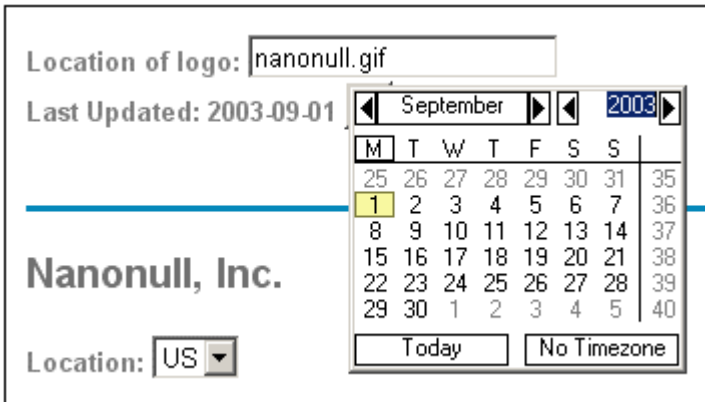 Location of logo: nanonull.gif
Last Updated: 2003-09-01
September 2003
M T W T F S S
25 26 27 28 29 30 31 35
1 2 3 4 5 6 7 36
8 9 10 11 12 13 14 37
15 16 17 18 19 20 21 38
22 23 24 25 26 27 28 39
29 30 1 2 3 4 5 40
Today No Timezone
Nanonull, Inc.
Location: US